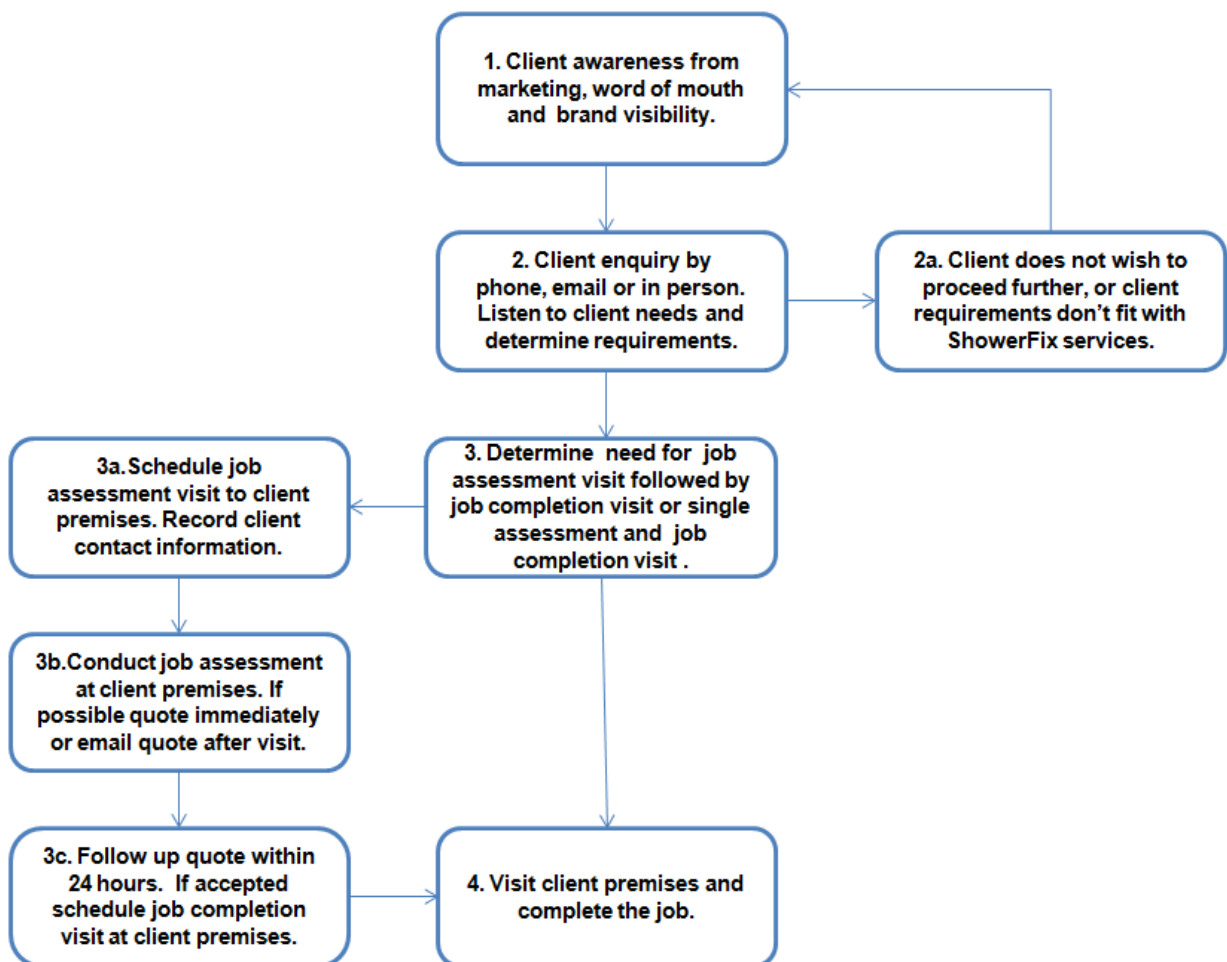 1. Client awareness from
marketing, word of mouth
and brand visibility.
2. Client enquiry by
phone, email or in person.
Listen to client needs and
determine requirements.
2a. Client does not wish to
proceed further, or client
requirements don’t fit with
ShowerFix services.
3. Determine need for job
assessment visit followed by
job completion visit or single
assessment and job
completion visit .
3a.Schedule job
assessment visit to client
premises. Record client
contact information.
3b.Conduct job assessment
at client premises. If
possible quote immediately
or email quote after visit.
3c. Follow up quote within
24 hours. If accepted
schedule job completion
visit at client premises.
4. Visit client premises and
complete the job.